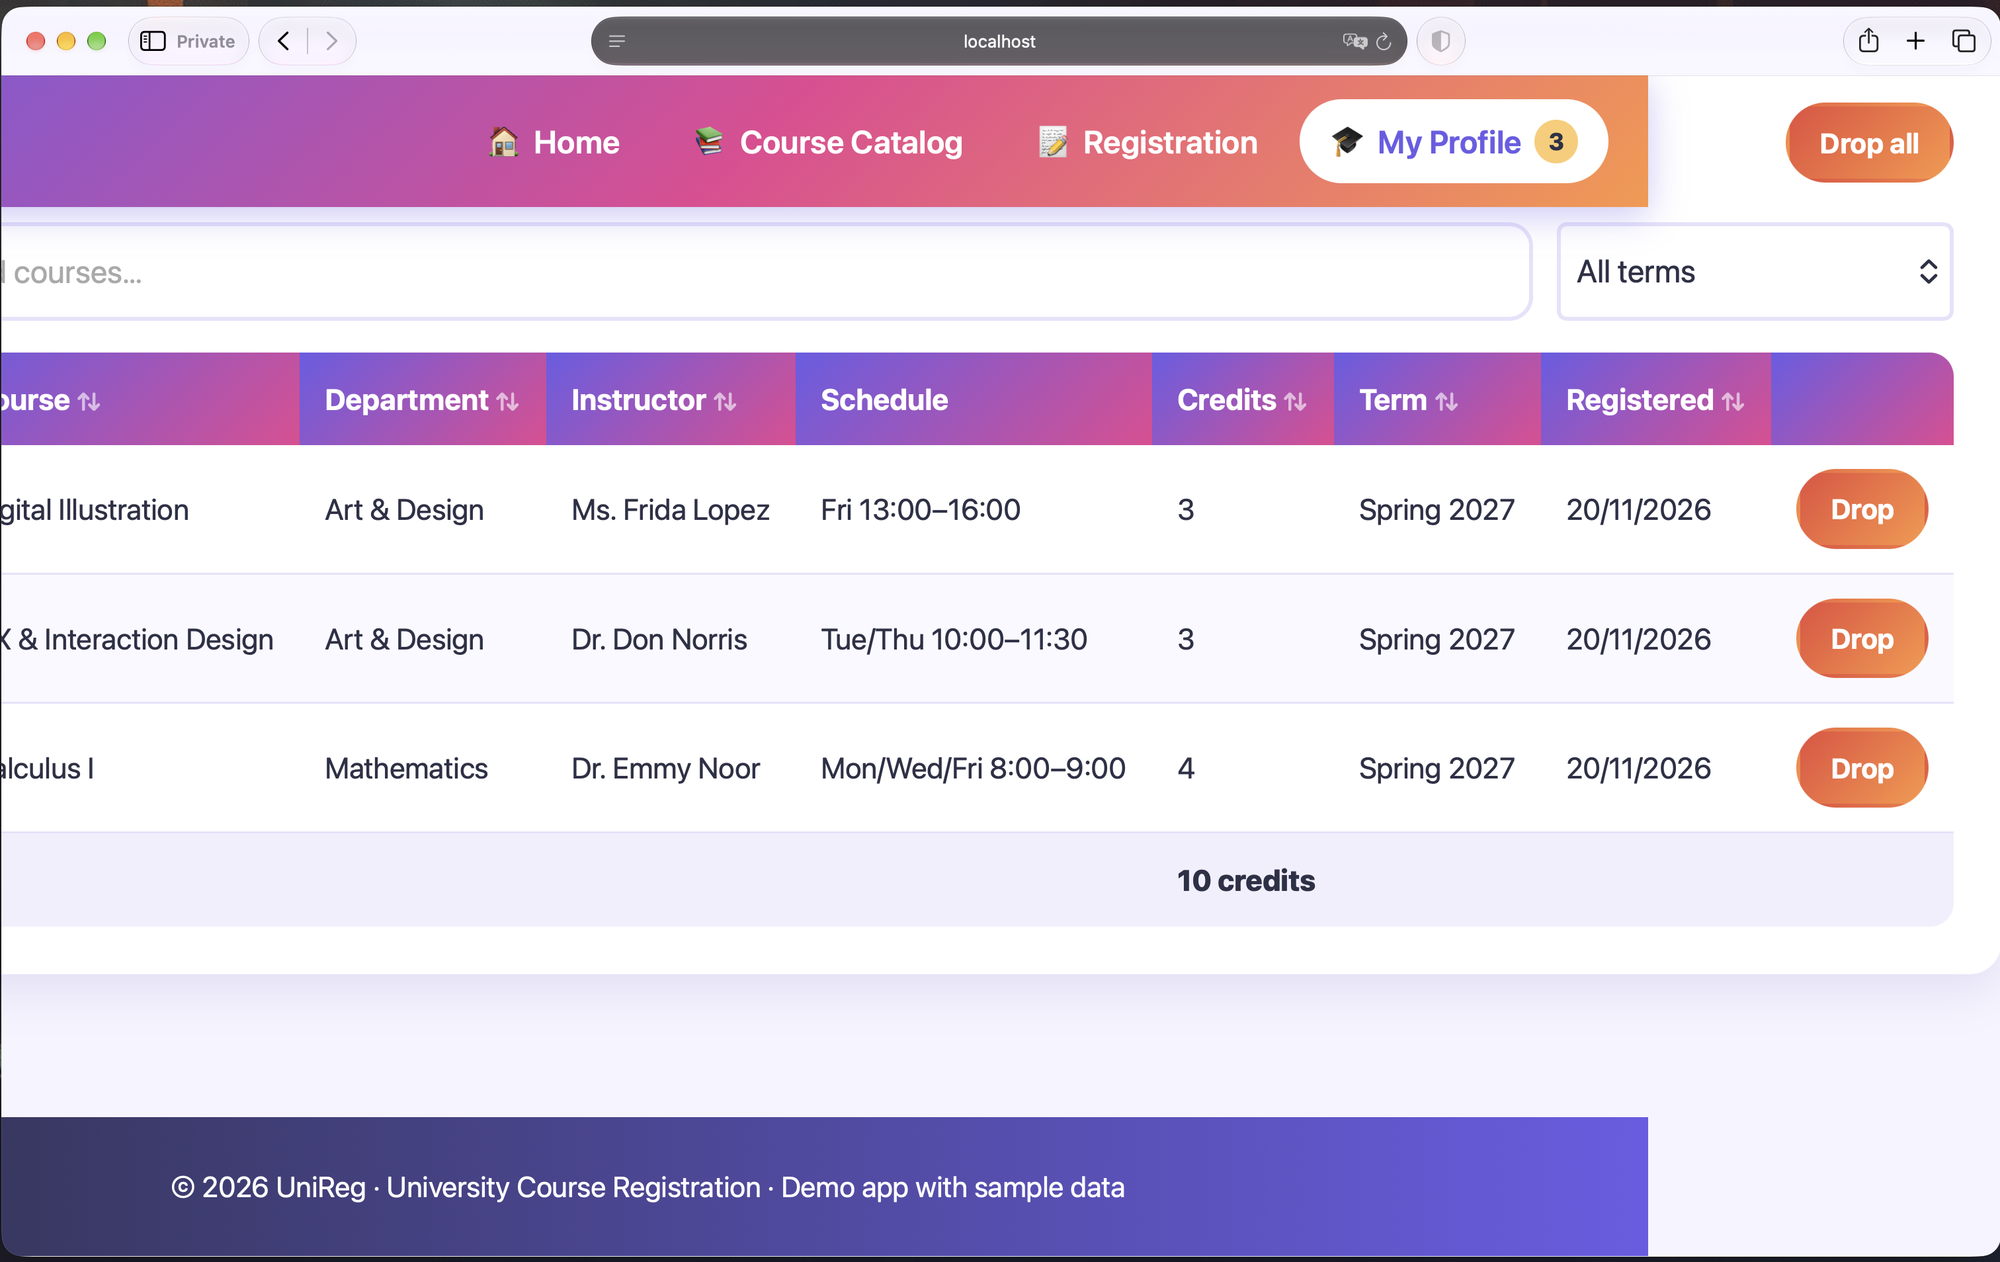 Private
localhost
Home
Course Catalog
Registration
My Profile 3
Drop all
courses...
All terms
Department
Instructor
Schedule
Credits
Term
Registered
Art & Design
Ms. Frida Lopez
Fri 13:00–16:00
3
Spring 2027
20/11/2026
Drop
gital Illustration
& Interaction Design
Art & Design
Dr. Don Norris
Tue/Thu 10:00–11:30
3
Spring 2027
20/11/2026
Drop
alculus I
Mathematics
Dr. Emmy Noor
Mon/Wed/Fri 8:00–9:00
4
Spring 2027
20/11/2026
Drop
10 credits
© 2026 UniReg · University Course Registration · Demo app with sample data